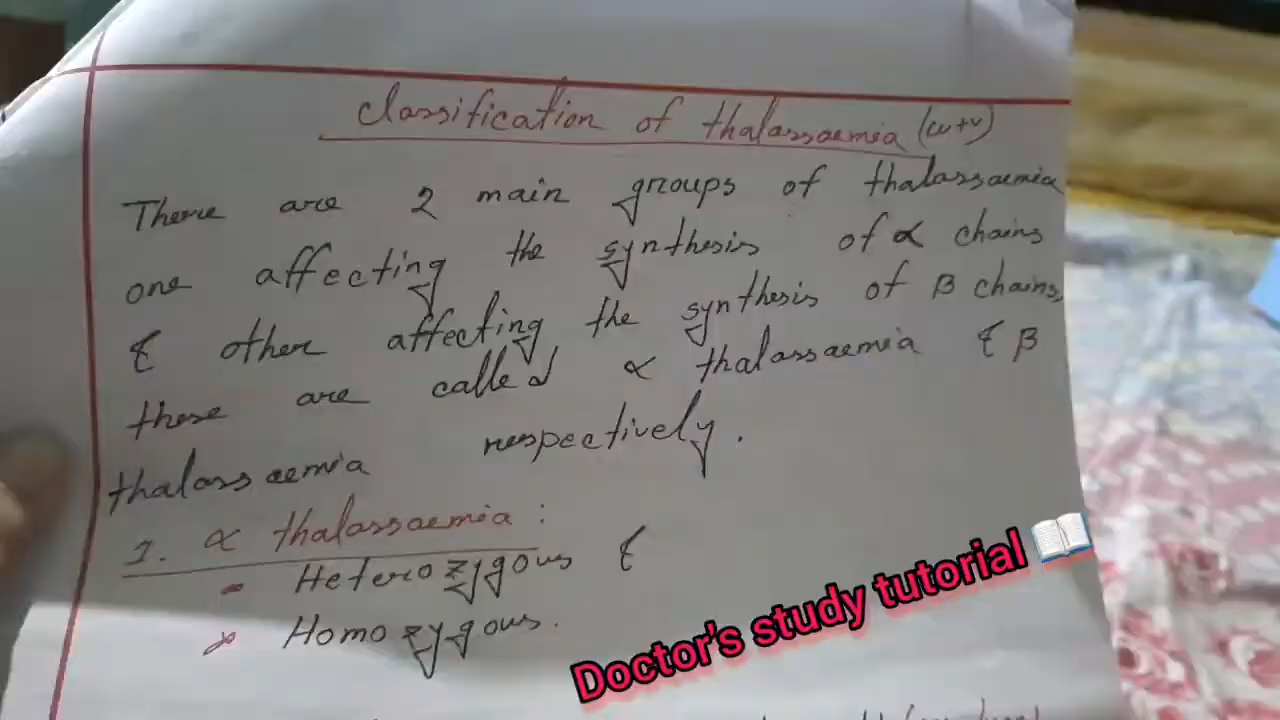 Classification of thalassaemia (w+v)
There are 2 main groups of thalassaemia
one affecting the synthesis of α chains
& other affecting the synthesis of β chains,
these are called α thalassaemia & β
thalassaemia respectively.
1. α thalassaemia :
- Heterozygous &
Homozygous.
Doctor's study tutorial 📖